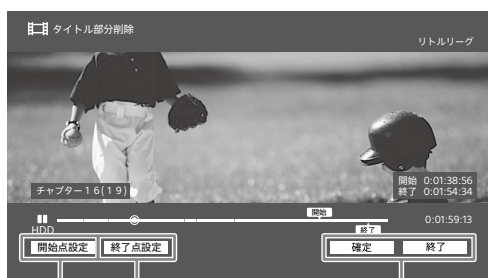 タイトル部分削除
リトルリーグ
チャプター16(19)
開始 0:01:38:56
終了 0:01:54:34
開始
0:01:59:13
HDD
終了
開始点設定 終了点設定 確定 終了